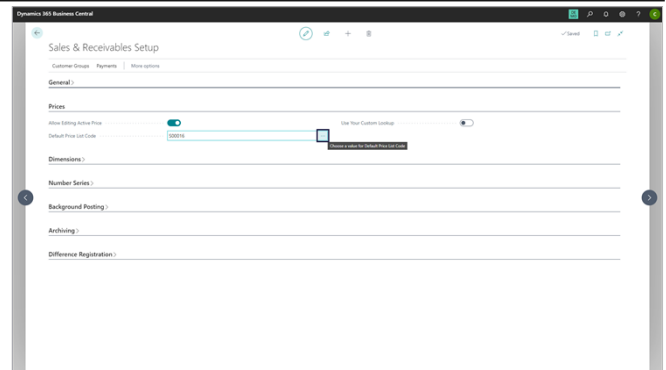 Dynamics 365 Business Central
Saved
Sales & Receivables Setup
Customer Groups Payments More options
General
Prices
Allow Editing Active Price
Use Your Custom Lookup
Default Price List Code
S00016
Choose a value for Default Price List Code
Dimensions
Number Series
Background Posting
Archiving
Difference Registration